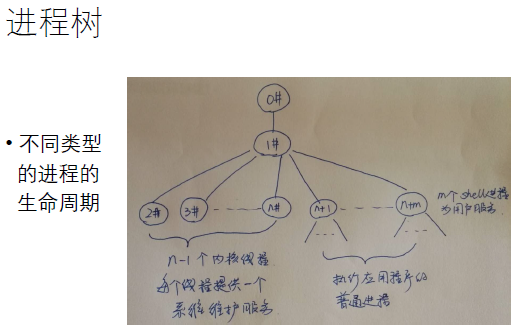 进程树
• 不同类型
的进程的
生命周期
0#
1#
2# 3# n# n+1 n+m
m个shell进程
为用户服务
n-1个内核线程
每个线程提供一个
系统维护服务
执行应用程序的
普通进程